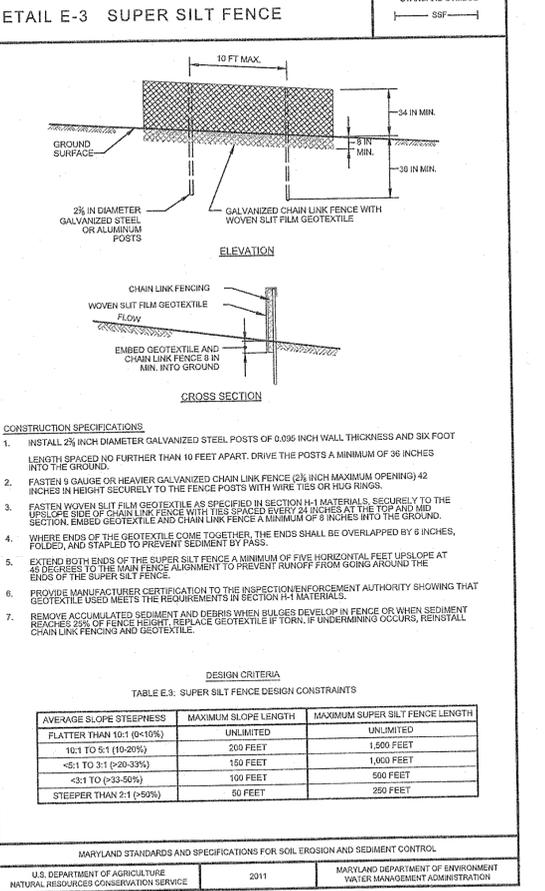 ETAIL E-3 SUPER SILT FENCE
SSF
10 FT MAX.
34 IN MIN.
GROUND
SURFACE
8 IN
MIN.
36 IN MIN.
2⅜ IN DIAMETER
GALVANIZED STEEL
OR ALUMINUM
POSTS
GALVANIZED CHAIN LINK FENCE WITH
WOVEN SLIT FILM GEOTEXTILE
ELEVATION
CHAIN LINK FENCING
WOVEN SLIT FILM GEOTEXTILE
FLOW
EMBED GEOTEXTILE AND
CHAIN LINK FENCE 8 IN
MIN. INTO GROUND
CROSS SECTION
CONSTRUCTION SPECIFICATIONS
1. INSTALL 2⅜ INCH DIAMETER GALVANIZED STEEL POSTS OF 0.095 INCH WALL THICKNESS AND SIX FOOT
LENGTH SPACED NO FURTHER THAN 10 FEET APART. DRIVE THE POSTS A MINIMUM OF 36 INCHES
INTO THE GROUND.
2. FASTEN 9 GAUGE OR HEAVIER GALVANIZED CHAIN LINK FENCE (2⅜ INCH MAXIMUM OPENING) 42
INCHES IN HEIGHT SECURELY TO THE FENCE POSTS WITH WIRE TIES OR HUG RINGS.
3. FASTEN WOVEN SLIT FILM GEOTEXTILE AS SPECIFIED IN SECTION H-1 MATERIALS, SECURELY TO THE
UPSLOPE SIDE OF CHAIN LINK FENCE WITH TIES SPACED EVERY 24 INCHES AT THE TOP AND MID
SECTION. EMBED GEOTEXTILE AND CHAIN LINK FENCE A MINIMUM OF 8 INCHES INTO THE GROUND.
4. WHERE ENDS OF THE GEOTEXTILE COME TOGETHER, THE ENDS SHALL BE OVERLAPPED BY 6 INCHES,
FOLDED, AND STAPLED TO PREVENT SEDIMENT BY PASS.
5. EXTEND BOTH ENDS OF THE SUPER SILT FENCE A MINIMUM OF FIVE HORIZONTAL FEET UPSLOPE AT
45 DEGREES TO THE MAIN FENCE ALIGNMENT TO PREVENT RUNOFF FROM GOING AROUND THE
ENDS OF THE SUPER SILT FENCE.
6. PROVIDE MANUFACTURER CERTIFICATION TO THE INSPECTION/ENFORCEMENT AUTHORITY SHOWING THAT
GEOTEXTILE USED MEETS THE REQUIREMENTS IN SECTION H-1 MATERIALS.
7. REMOVE ACCUMULATED SEDIMENT AND DEBRIS WHEN BULGES DEVELOP IN FENCE OR WHEN SEDIMENT
REACHES 25% OF FENCE HEIGHT. REPLACE GEOTEXTILE IF TORN. IF UNDERMINING OCCURS, REINSTALL
CHAIN LINK FENCING AND GEOTEXTILE.
DESIGN CRITERIA
TABLE E.3: SUPER SILT FENCE DESIGN CONSTRAINTS
AVERAGE SLOPE STEEPNESS MAXIMUM SLOPE LENGTH MAXIMUM SUPER SILT FENCE LENGTH
FLATTER THAN 10:1 (0<10%) UNLIMITED UNLIMITED
10:1 TO 5:1 (10-20%) 200 FEET 1,500 FEET
<5:1 TO 3:1 (>20-33%) 150 FEET 1,000 FEET
<3:1 TO (>33-50%) 100 FEET 500 FEET
STEEPER THAN 2:1 (>50%) 50 FEET 250 FEET
MARYLAND STANDARDS AND SPECIFICATIONS FOR SOIL EROSION AND SEDIMENT CONTROL
U.S. DEPARTMENT OF AGRICULTURE
NATURAL RESOURCES CONSERVATION SERVICE
2011
MARYLAND DEPARTMENT OF ENVIRONMENT
WATER MANAGEMENT ADMINISTRATION